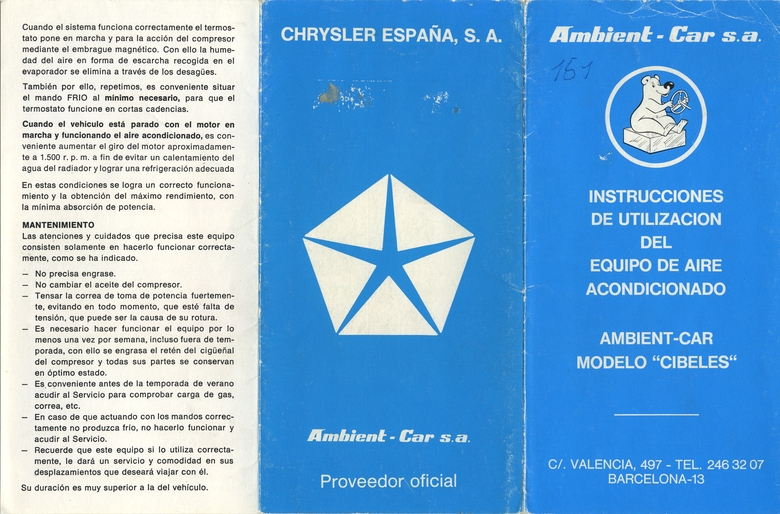 Cuando el sistema funciona correctamente el termos-
tato pone en marcha y para la acción del compresor
mediante el embrague magnético. Con ello la hume-
dad del aire en forma de escarcha recogida en el
evaporador se elimina a través de los desagües.
También por ello, repetimos, es conveniente situar
el mando FRIO al mínimo necesario, para que el
termostato funcione en cortas cadencias.
Cuando el vehículo está parado con el motor en
marcha y funcionando el aire acondicionado, es con-
veniente aumentar el giro del motor aproximadamen-
te a 1.500 r. p. m. a fin de evitar un calentamiento del
agua del radiador y lograr una refrigeración adecuada
En estas condiciones se logra un correcto funciona-
miento y la obtención del máximo rendimiento, con
la mínima absorción de potencia.
MANTENIMIENTO
Las atenciones y cuidados que precisa este equipo
consisten solamente en hacerlo funcionar correcta-
mente, como se ha indicado.
— No precisa engrase.
— No cambiar el aceite del compresor.
— Tensar la correa de toma de potencia fuertemen-
te, evitando en todo momento, que esté falta de
tensión, que puede ser la causa de su rotura.
— Es necesario hacer funcionar el equipo por lo
menos una vez por semana, incluso fuera de tem-
porada, con ello se engrasa el retén del cigüeñal
del compresor y todas sus partes se conservan
en óptimo estado.
— Es conveniente antes de la temporada de verano
acudir al Servicio para comprobar carga de gas,
correa, etc.
— En caso de que actuando con los mandos correc-
tamente no produzca frío, no hacerlo funcionar y
acudir al Servicio.
— Recuerde que este equipo si lo utiliza correcta-
mente, le dará un servicio y comodidad en sus
desplazamientos que deseará viajar con él.
Su duración es muy superior a la del vehículo.
CHRYSLER ESPAÑA, S. A.
Ambient - Car s.a.
Proveedor oficial
Ambient - Car s.a.
151
INSTRUCCIONES
DE UTILIZACION
DEL
EQUIPO DE AIRE
ACONDICIONADO
AMBIENT-CAR
MODELO “CIBELES“
C/. VALENCIA, 497 - TEL. 246 32 07
BARCELONA-13